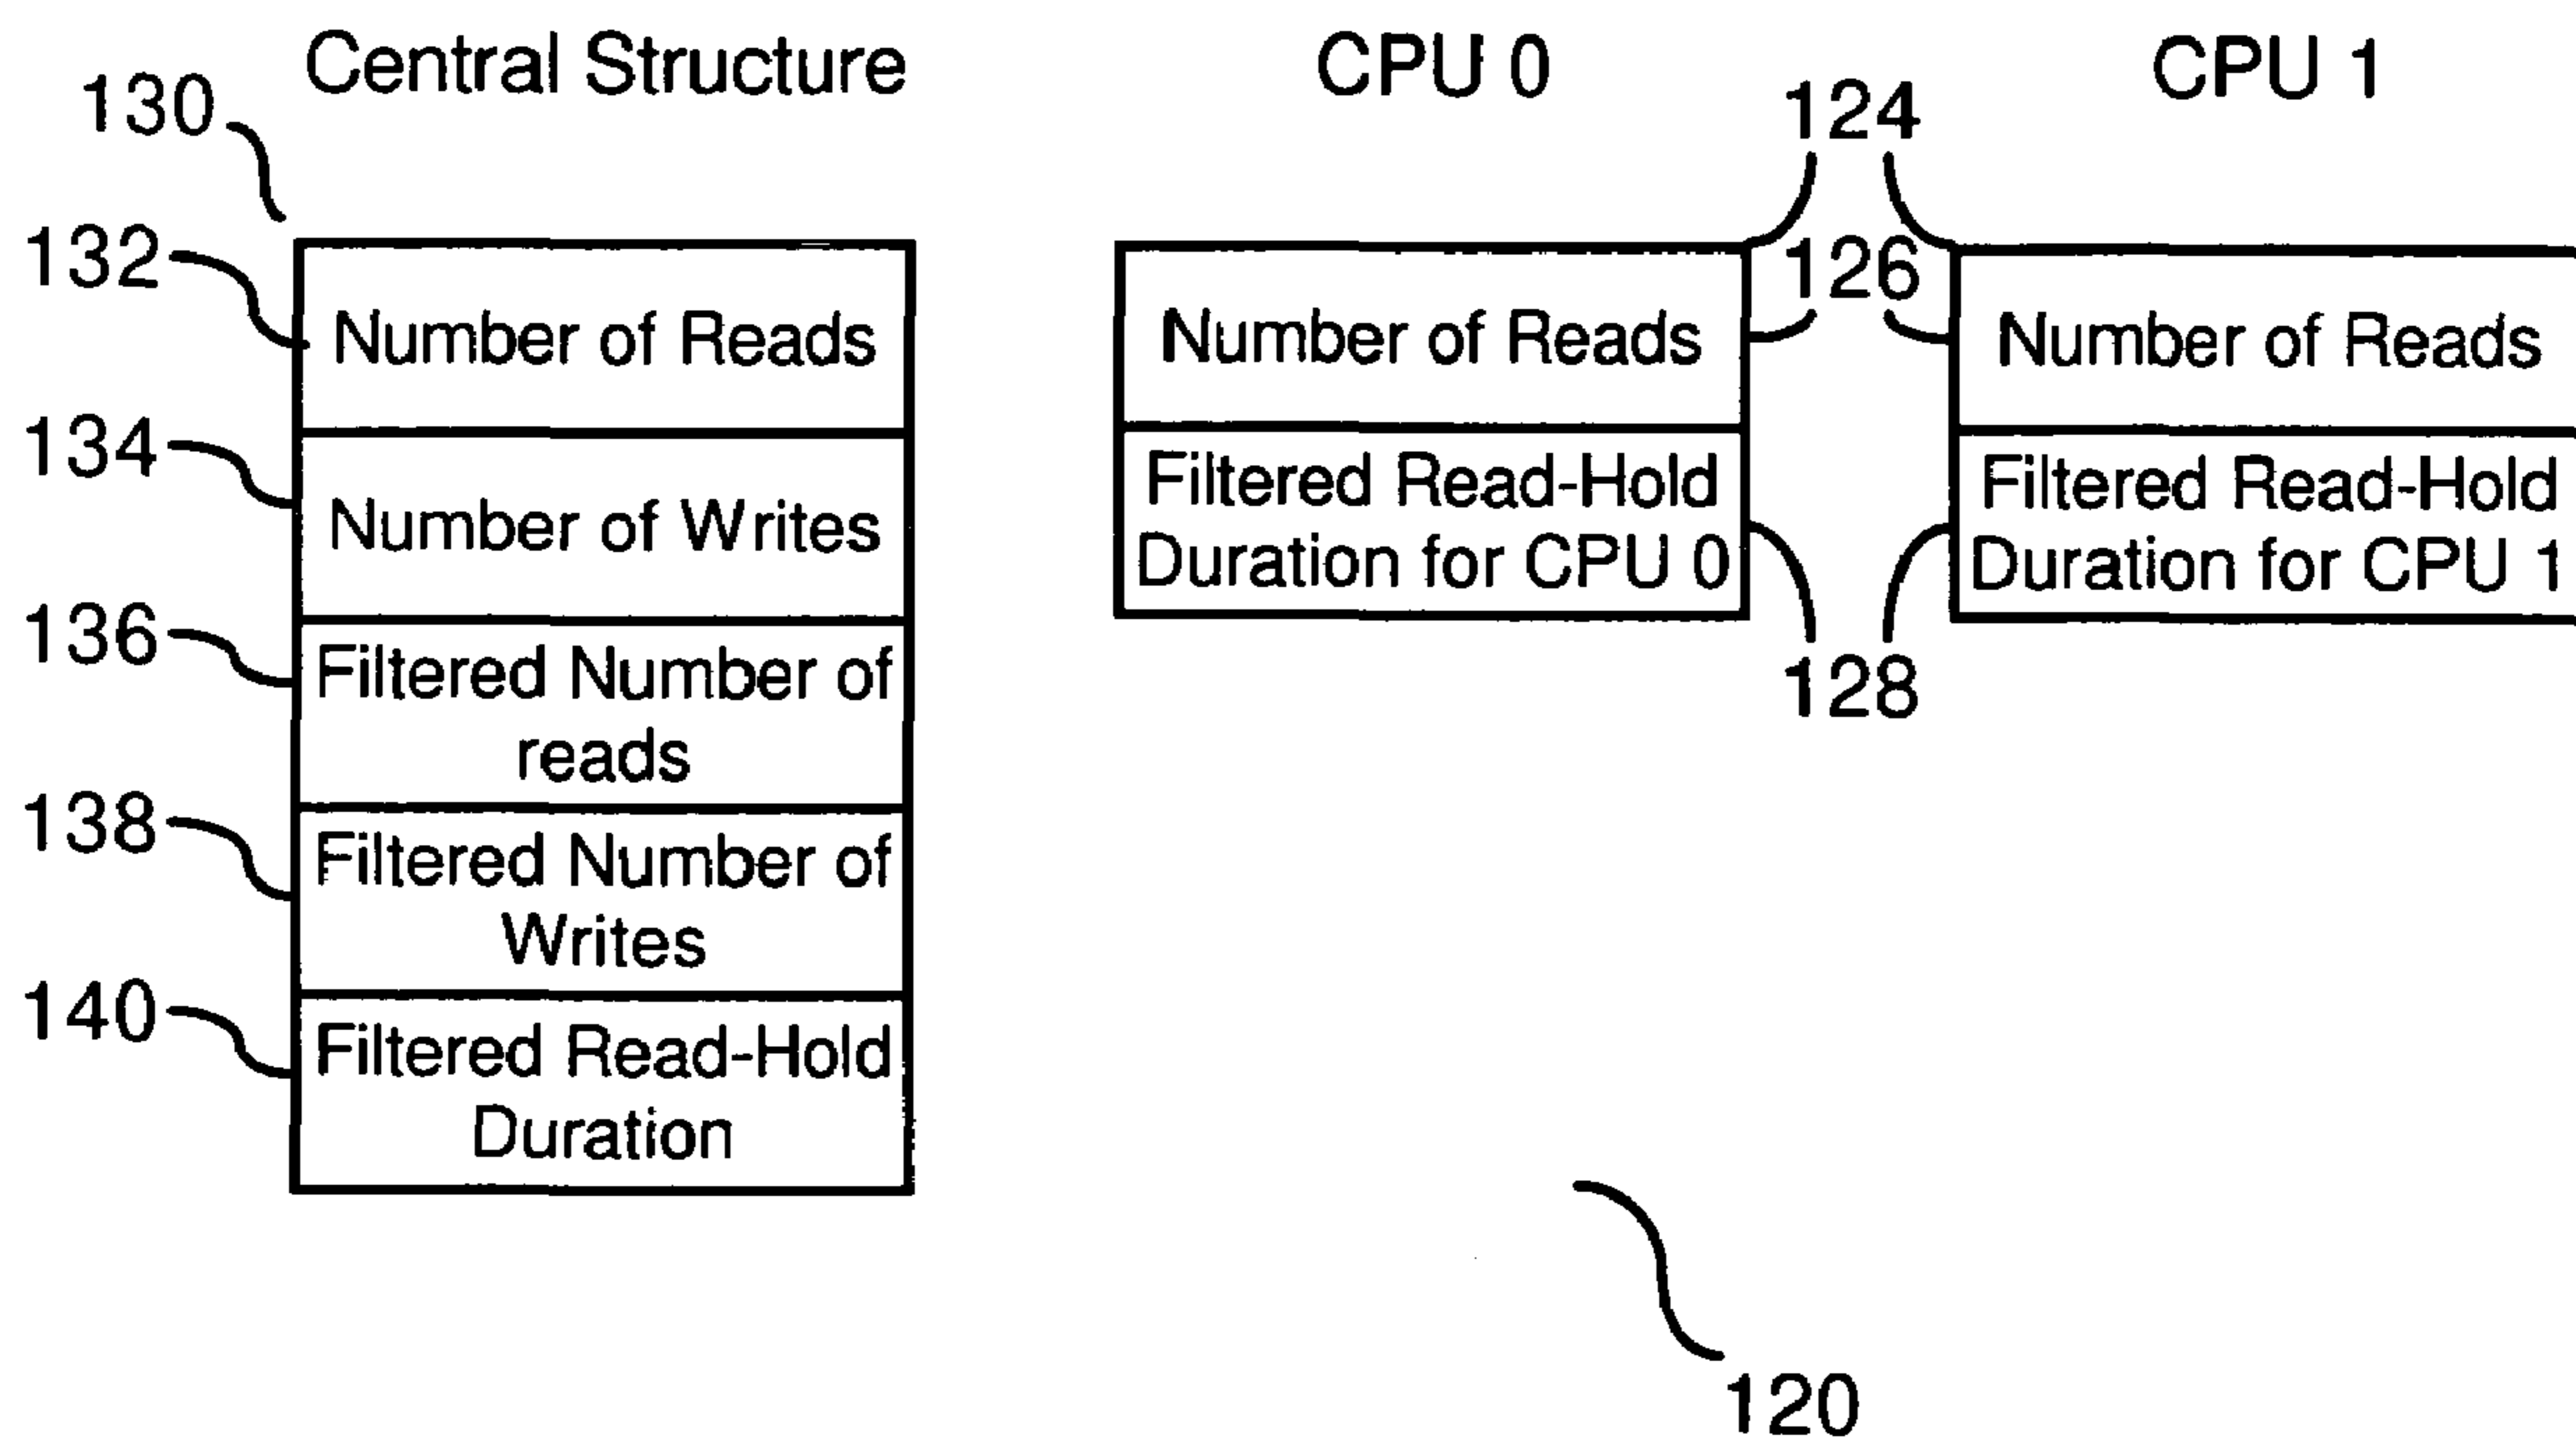 Central Structure
CPU 0
CPU 1
130
124
132
126
Number of Reads
Number of Reads
Number of Reads
134
Number of Writes
Filtered Read-Hold
Duration for CPU 0
Filtered Read-Hold
Duration for CPU 1
136
128
Filtered Number of
reads
138
Filtered Number of
Writes
140
Filtered Read-Hold
Duration
120